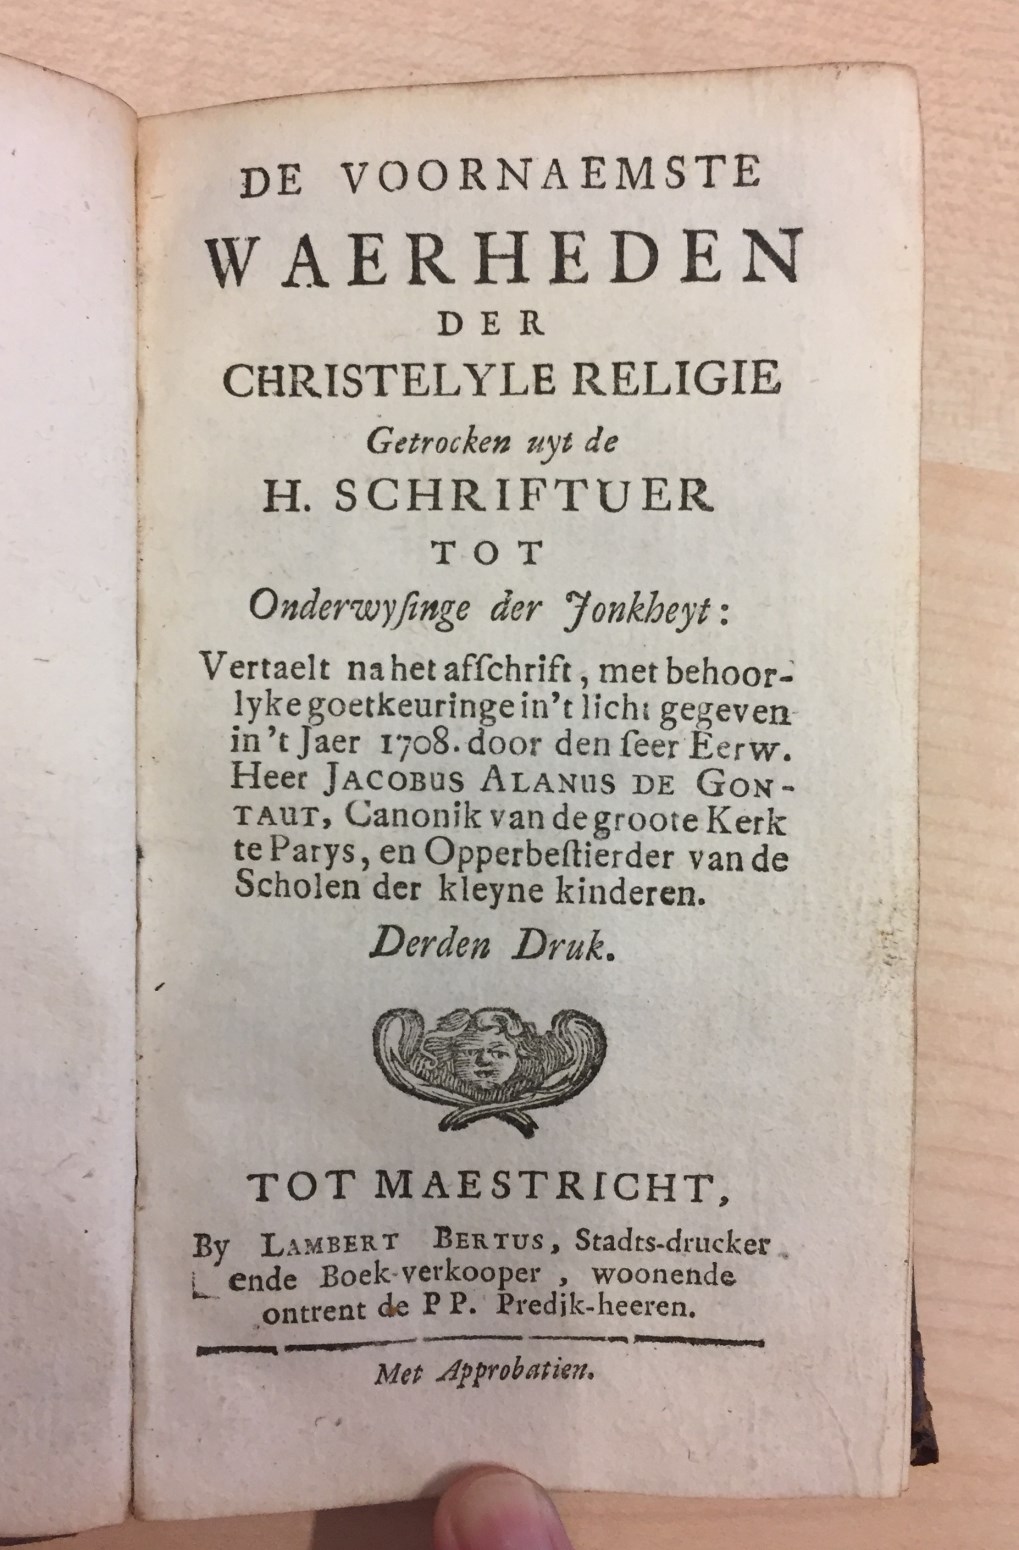 DE VOORNAEMSTE
WAERHEDEN
DER
CHRISTELYLE RELIGIE
Getrocken uyt de
H. SCHRIFTUER
TOT
Onderwyſinge der Jonkheyt:
Vertaelt na het afſchrift, met behoor-
lyke goetkeuringe in't licht gegeven
in't Jaer 1708. door den ſeer Eerw.
Heer JACOBUS ALANUS DE GON-
TAUT, Canonik van de groote Kerk
te Parys, en Opperbeſtierder van de
Scholen der kleyne kinderen.
Derden Druk.
TOT MAESTRICHT,
By LAMBERT BERTUS, Stadts-drucker
ende Boek-verkooper, woonende
ontrent de PP. Predik-heeren.
Met Approbatien.